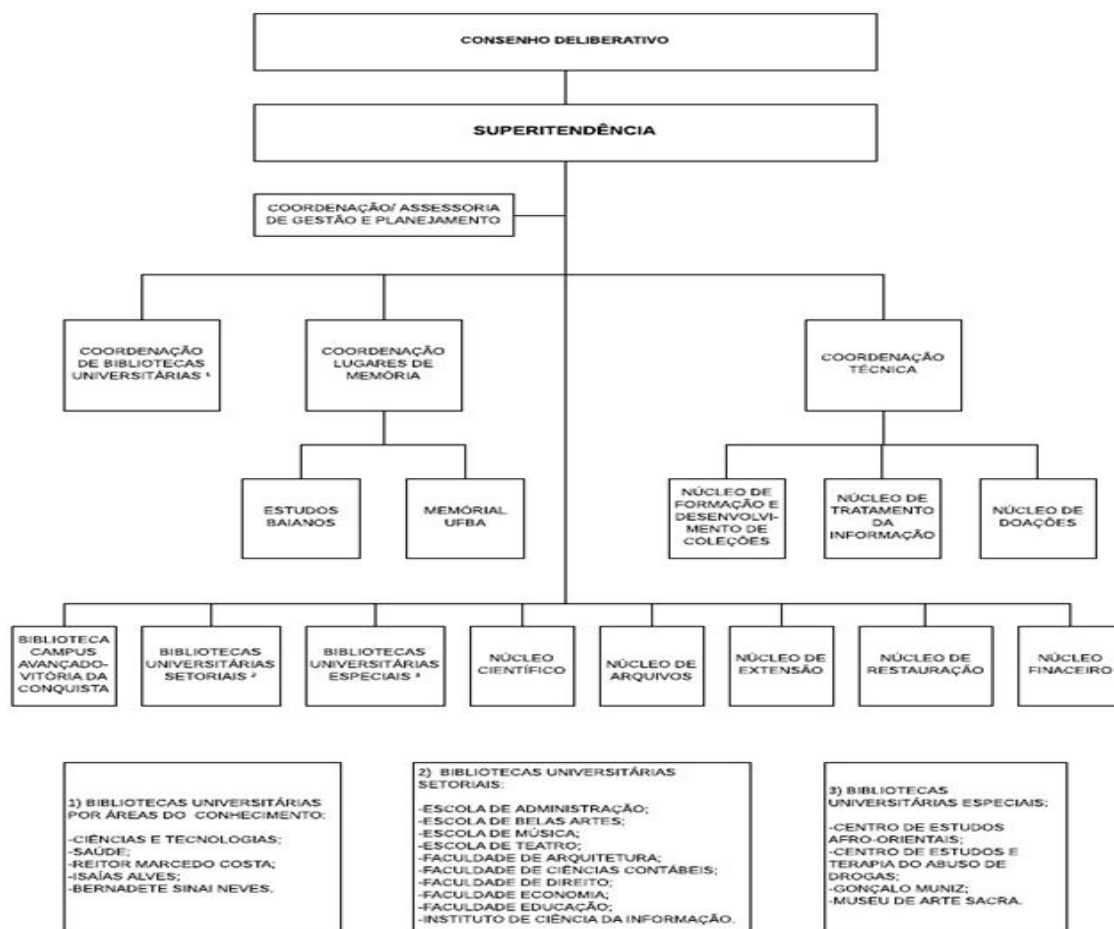 CONSENHO DELIBERATIVO
SUPERITENDÊNCIA
COORDENAÇÃO/ ASSESSORIA
DE GESTÃO E PLANEJAMENTO
COORDENAÇÃO
DE BIBLIOTECAS
UNIVERSITÁRIAS ¹
COORDENAÇÃO
LUGARES DE
MEMÓRIA
COORDENAÇÃO
TÉCNICA
ESTUDOS
BAIANOS
MEMÓRIAL
UFBA
NÚCLEO DE
FORMAÇÃO E
DESENVOLVI-
MENTO DE
COLEÇÕES
NÚCLEO DE
TRATAMENTO
DA
INFORMAÇÃO
NÚCLEO DE
DOAÇÕES
BIBLIOTECA
CAMPUS
AVANÇADO-
VITÓRIA DA
CONQUISTA
BIBLIOTECAS
UNIVERSITÁRIAS
SETORIAIS ²
BIBLIOTECAS
UNIVERSITÁRIAS
ESPECIAIS ³
NÚCLEO
CIENTÍFICO
NÚCLEO DE
ARQUIVOS
NÚCLEO DE
EXTENSÃO
NÚCLEO DE
RESTAURAÇÃO
NÚCLEO
FINACEIRO
1) BIBLIOTECAS UNIVERSITÁRIAS
POR ÁREAS DO CONHECIMENTO:
-CIÊNCIAS E TECNOLOGIAS;
-SAÚDE;
-REITOR MARCEDO COSTA;
-ISAÍAS ALVES;
-BERNADETE SINAI NEVES.
2) BIBLIOTECAS UNIVERSITÁRIAS
SETORIAIS:
-ESCOLA DE ADMINISTRAÇÃO;
-ESCOLA DE BELAS ARTES;
-ESCOLA DE MÚSICA;
-ESCOLA DE TEATRO;
-FACULDADE DE ARQUITETURA;
-FACULDADE DE CIÊNCIAS CONTÁBEIS;
-FACULDADE DE DIREITO;
-FACULDADE ECONOMIA;
-FACULDADE EDUCAÇÃO;
-INSTITUTO DE CIÊNCIA DA INFORMAÇÃO.
3) BIBLIOTECAS
UNIVERSITÁRIAS ESPECIAIS;
-CENTRO DE ESTUDOS
AFRO-ORIENTAIS;
-CENTRO DE ESTUDOS E
TERAPIA DO ABUSO DE
DROGAS;
-GONÇALO MUNIZ;
-MUSEU DE ARTE SACRA.